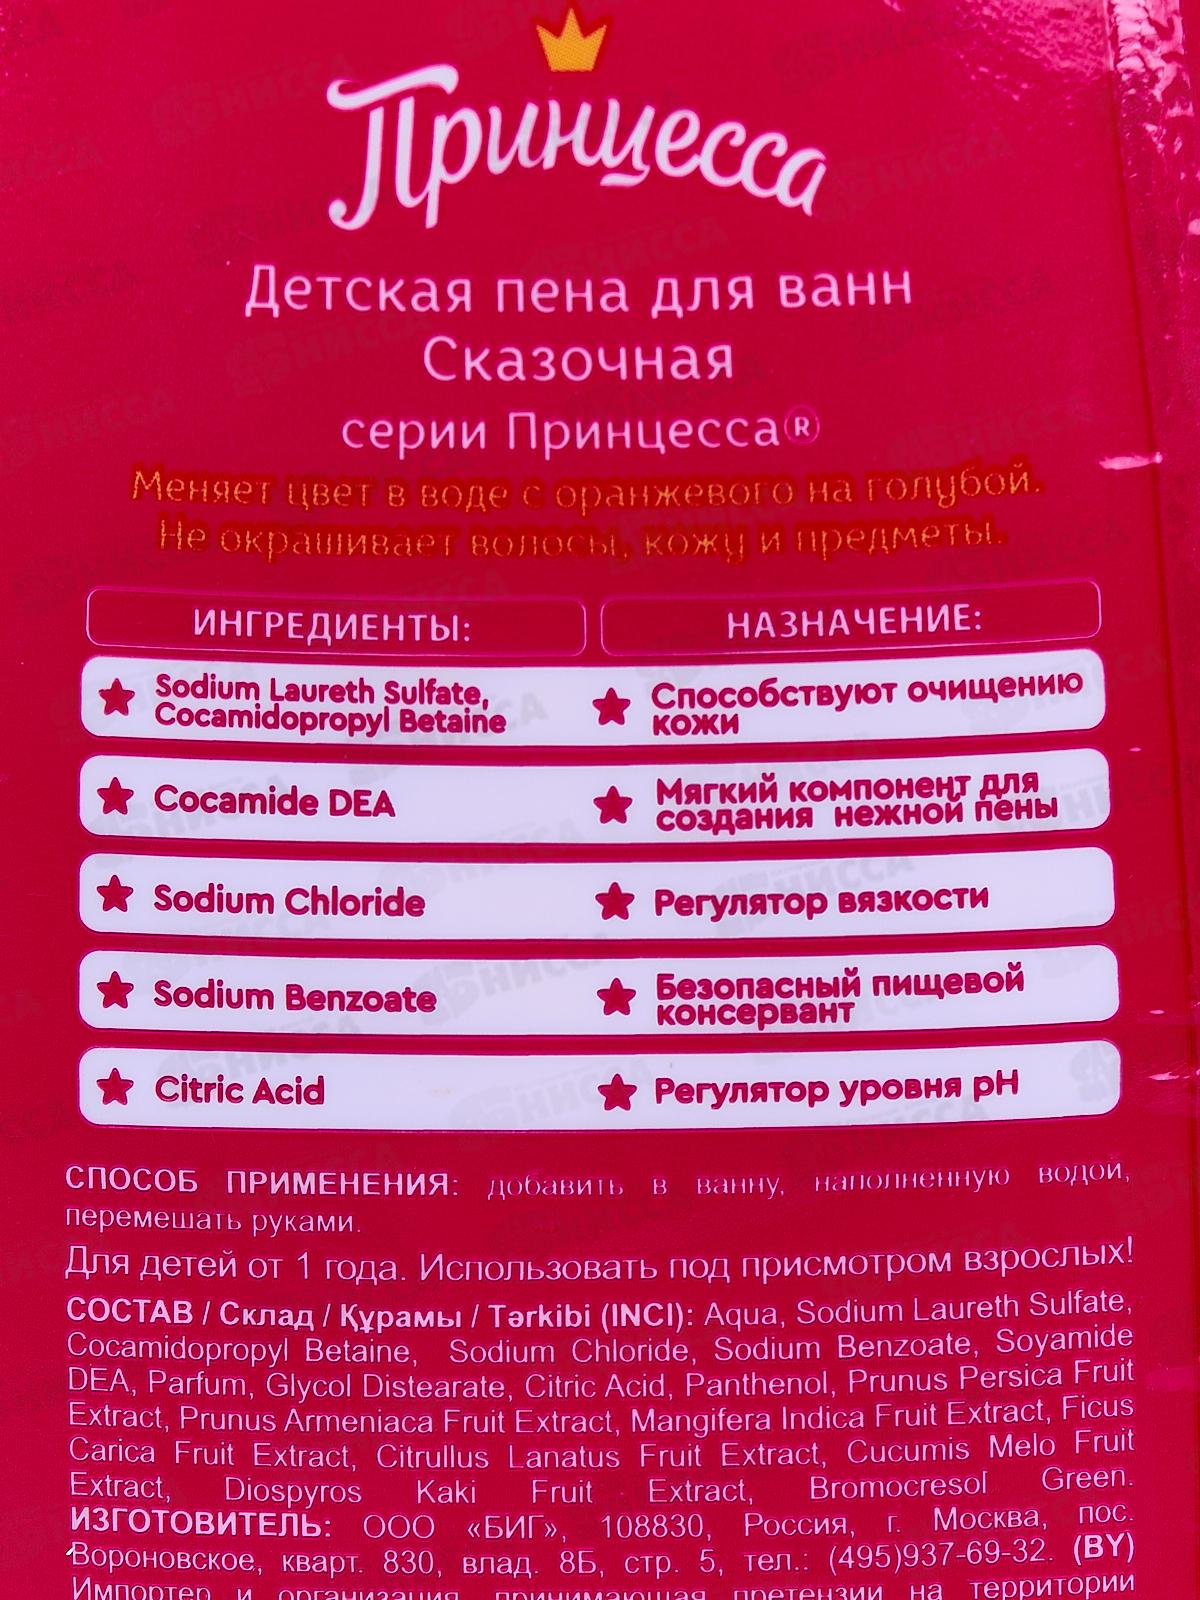 Принцесса
Детская пена для ванн
Сказочная
серии Принцесса®
Меняет цвет в воде с оранжевого на голубой.
Не окрашивает волосы, кожу и предметы.
ИНГРЕДИЕНТЫ: НАЗНАЧЕНИЕ:
Sodium Laureth Sulfate, Способствуют очищению
Cocamidopropyl Betaine кожи
Cocamide DEA Мягкий компонент для
создания нежной пены
Sodium Chloride Регулятор вязкости
Sodium Benzoate Безопасный пищевой
консервант
Citric Acid Регулятор уровня pH
СПОСОБ ПРИМЕНЕНИЯ: добавить в ванну, наполненную водой,
перемешать руками.
Для детей от 1 года. Использовать под присмотром взрослых!
СОСТАВ / Склад / Құрамы / Tərkibi (INCI): Aqua, Sodium Laureth Sulfate,
Cocamidopropyl Betaine, Sodium Chloride, Sodium Benzoate, Soyamide
DEA, Parfum, Glycol Distearate, Citric Acid, Panthenol, Prunus Persica Fruit
Extract, Prunus Armeniaca Fruit Extract, Mangifera Indica Fruit Extract, Ficus
Carica Fruit Extract, Citrullus Lanatus Fruit Extract, Cucumis Melo Fruit
Extract, Diospyros Kaki Fruit Extract, Bromocresol Green.
ИЗГОТОВИТЕЛЬ: ООО «БИГ», 108830, Россия, г. Москва, пос.
Вороновское, кварт. 830, влад. 8Б, стр. 5, тел.: (495)937-69-32. (BY)
Импортер и организация, принимающая претензии на территории